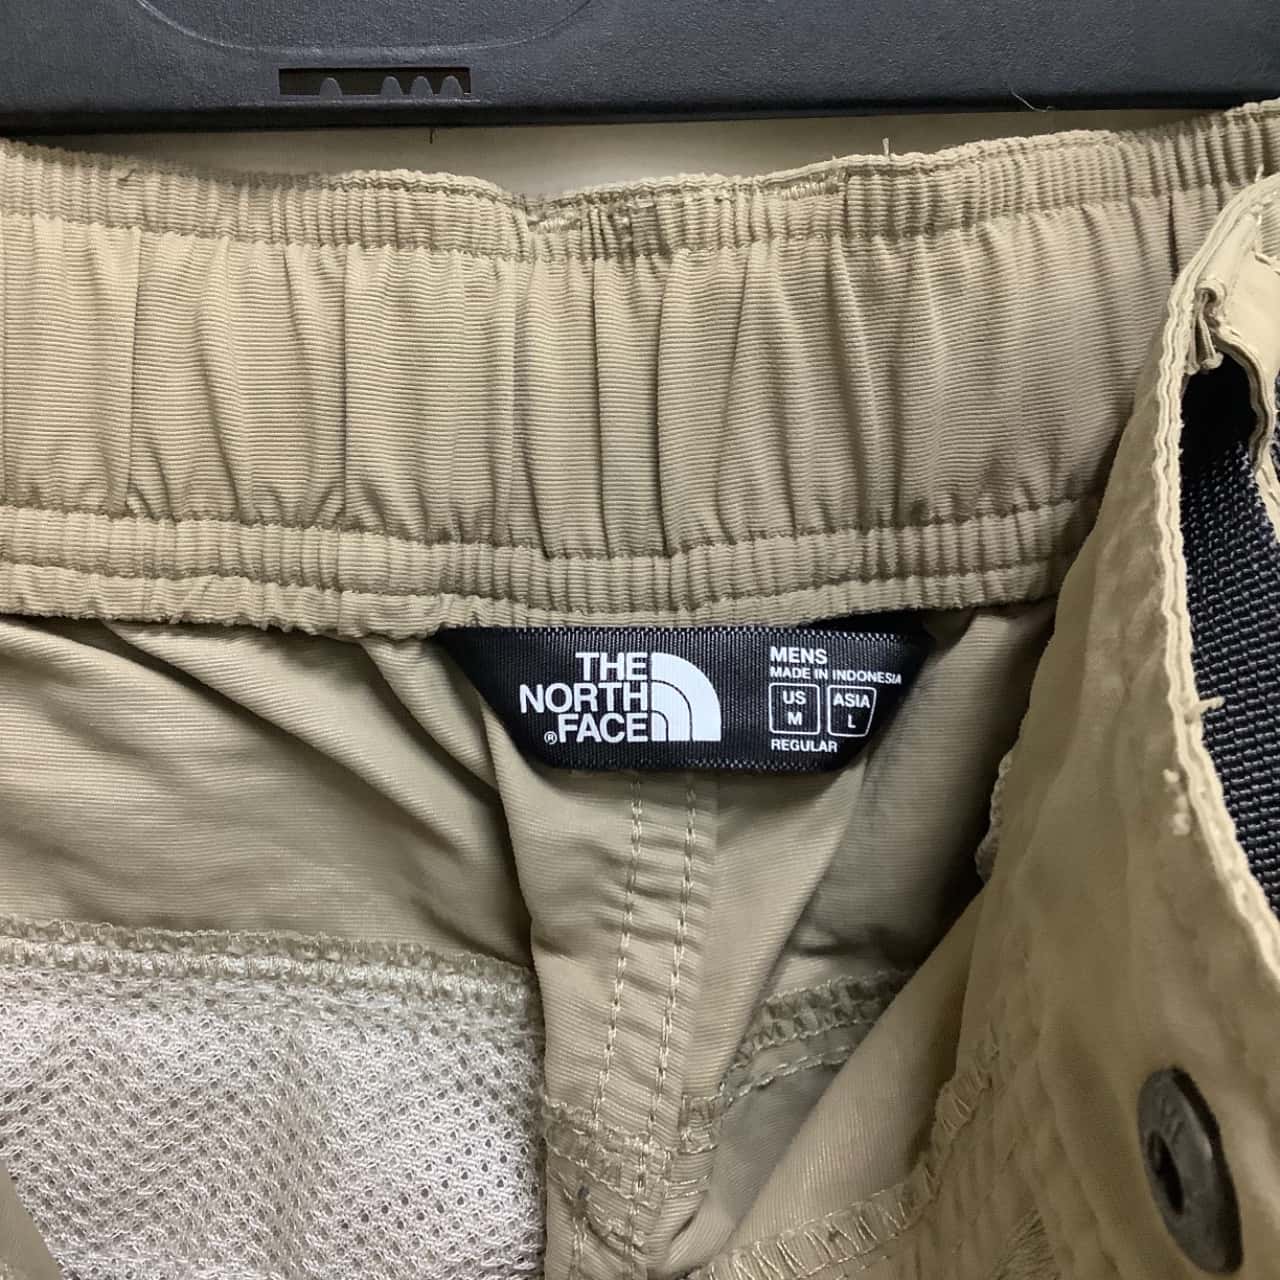 THE
NORTH
® FACE
MENS
MADE IN INDONESIA
US ASIA
M L
REGULAR